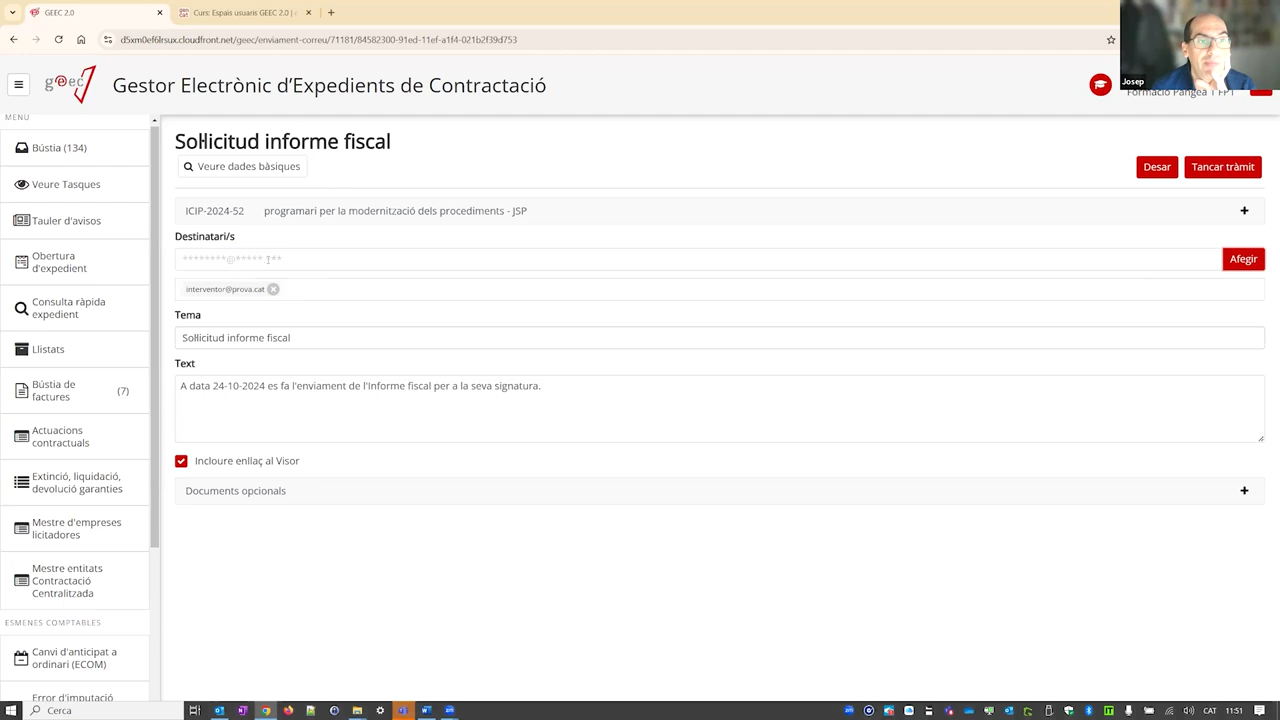 GEEC 2.0
Curs: Espais usuaris GEEC 2.0 |
d5xm0ef6lrsux.cloudfront.net/geec/enviament-correu/71181/84582300-91ed-11ef-a1f4-021b2f39d753
geec
Gestor Electrònic d'Expedients de Contractació
Josep
Formació Pangea 1 FP1
MENÚ
Bústia (134)
Veure Tasques
Tauler d'avisos
Obertura
d'expedient
Consulta ràpida
expedient
Llistats
Bústia de
factures
(7)
Actuacions
contractuals
Extinció, liquidació,
devolució garanties
Mestre d'empreses
licitadores
Mestre entitats
Contractació
Centralitzada
ESMENES COMPTABLES
Canvi d'anticipat a
ordinari (ECOM)
Error d'imputació
Sol·licitud informe fiscal
Veure dades bàsiques
Desar
Tancar tràmit
ICIP-2024-52 programari per la modernització dels procediments - JSP
Destinatari/s
********@*****.***
Afegir
interventor@prova.cat
Tema
Sol·licitud informe fiscal
Text
A data 24-10-2024 es fa l'enviament de l'Informe fiscal per a la seva signatura.
Incloure enllaç al Visor
Documents opcionals
Cerca
CAT
11:51